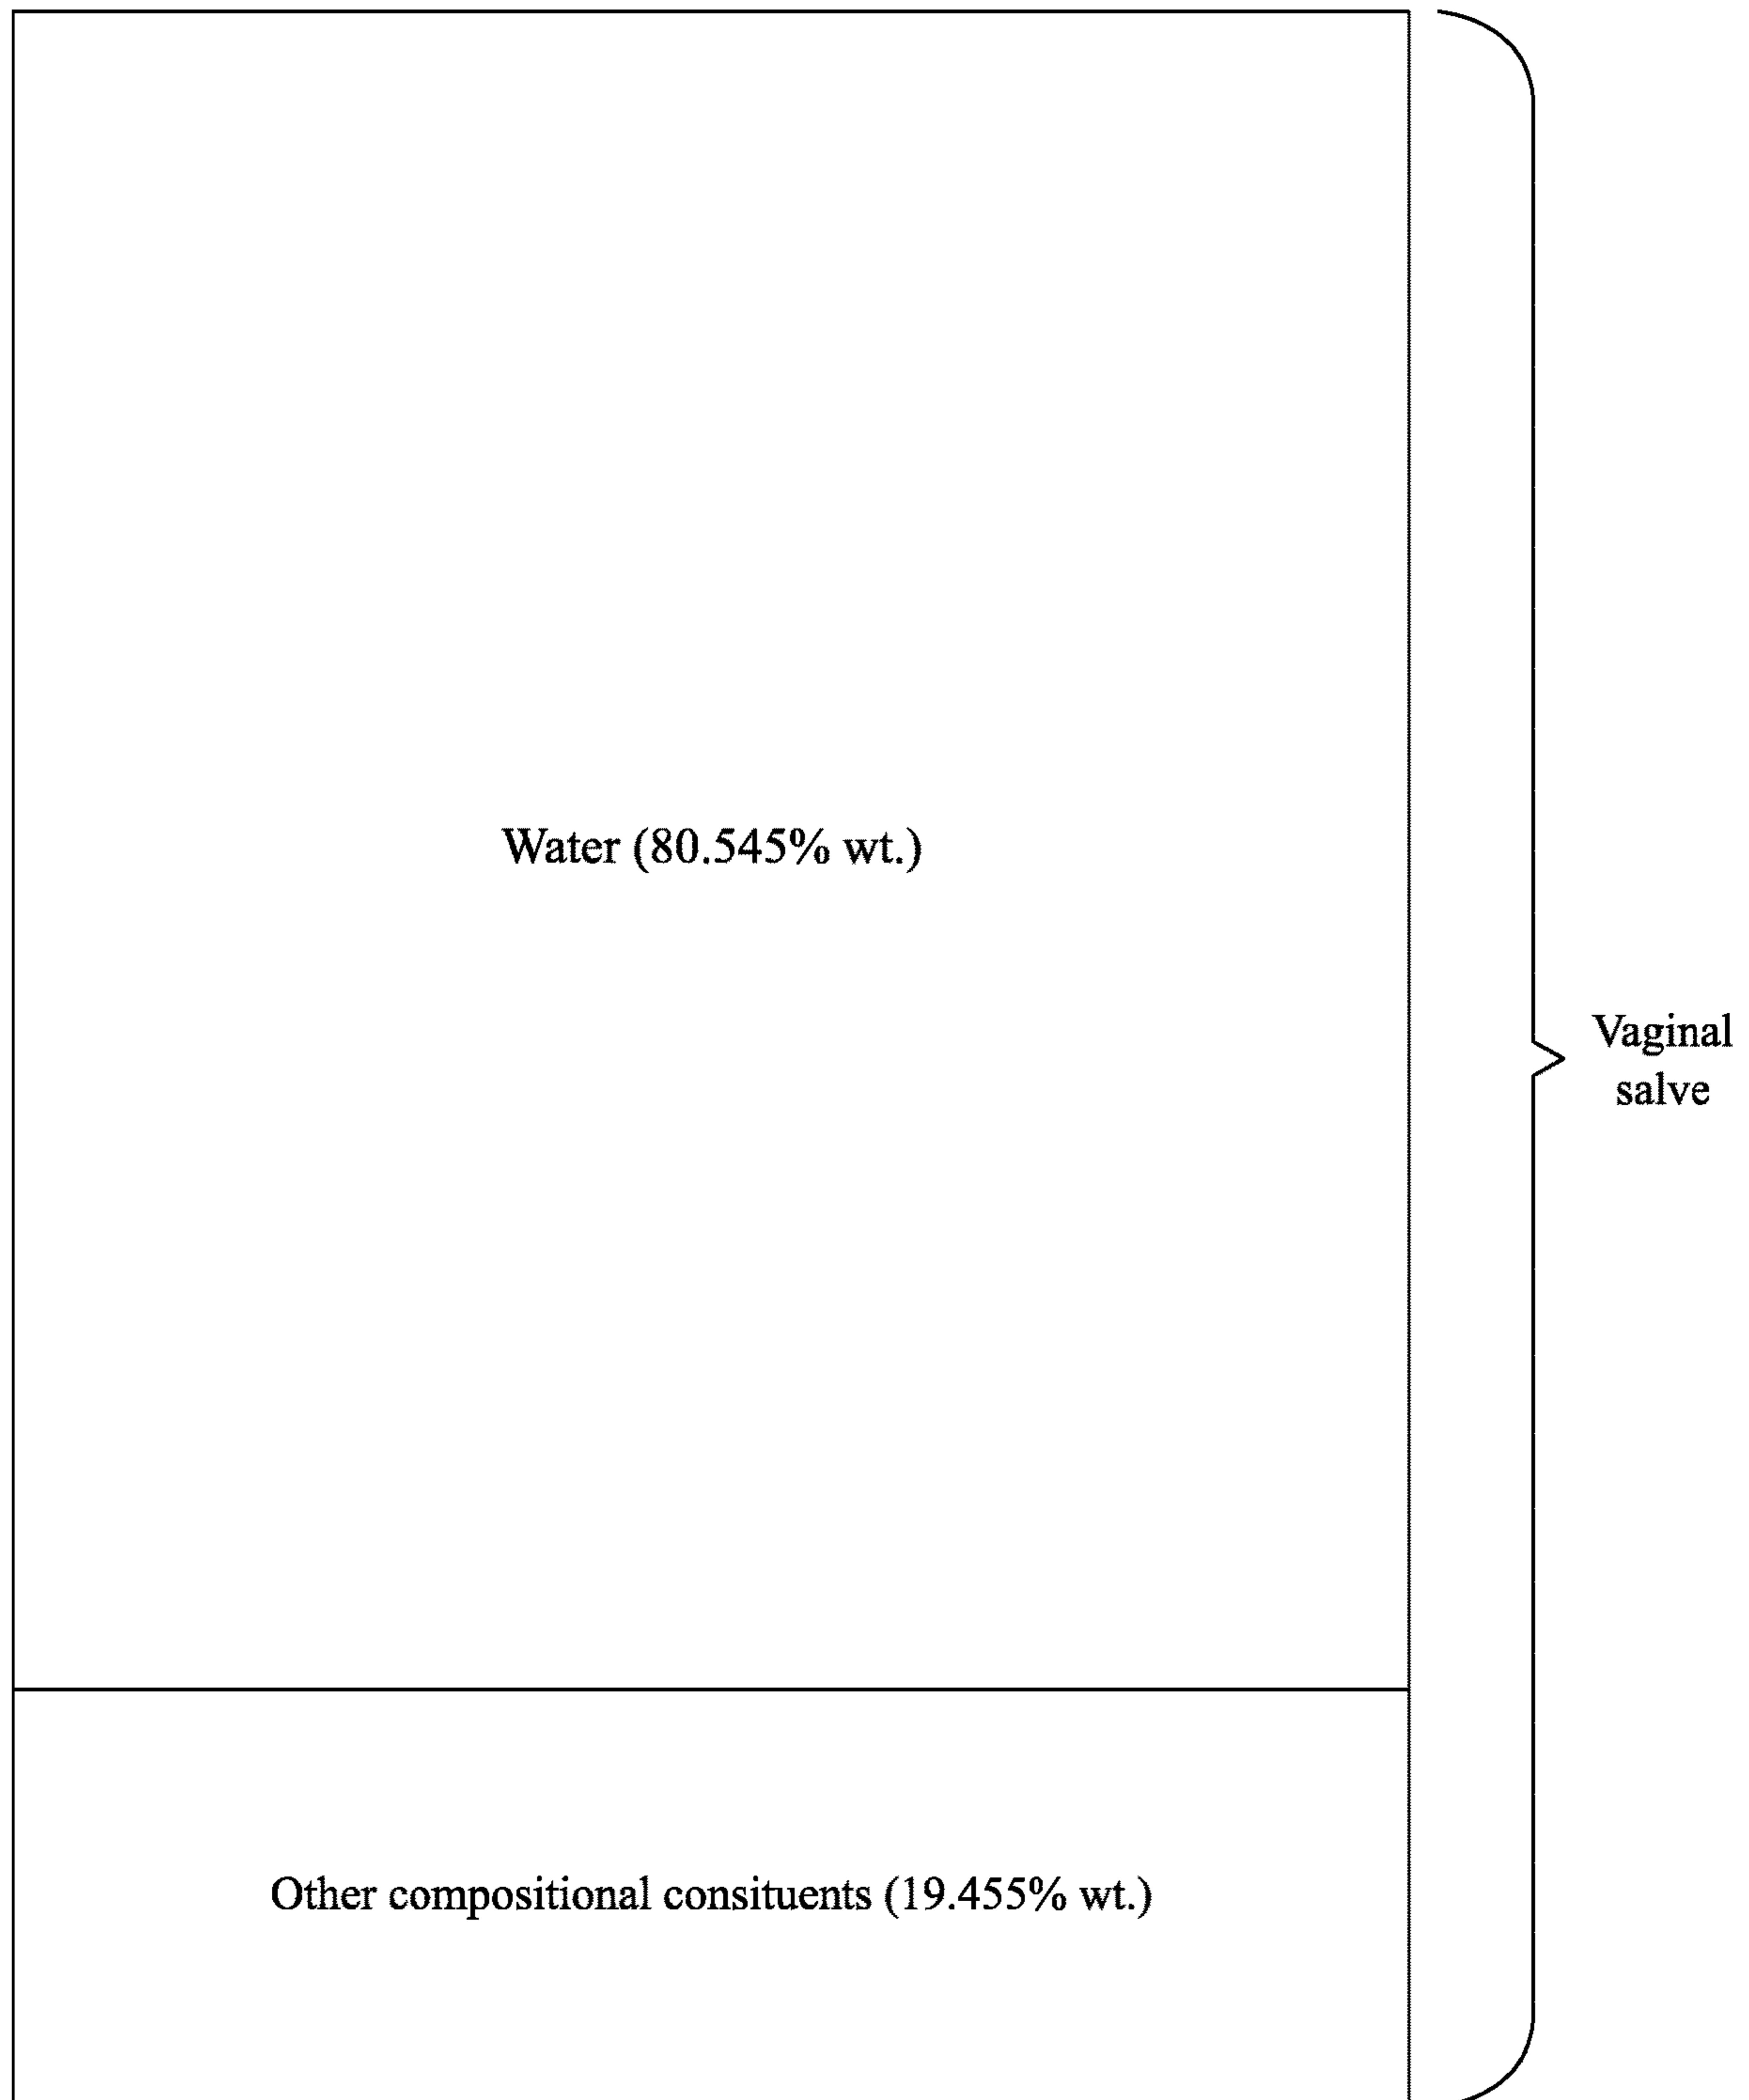 Water (80.545% wt.)
Vaginal
salve
Other compositional consituents (19.455% wt.)